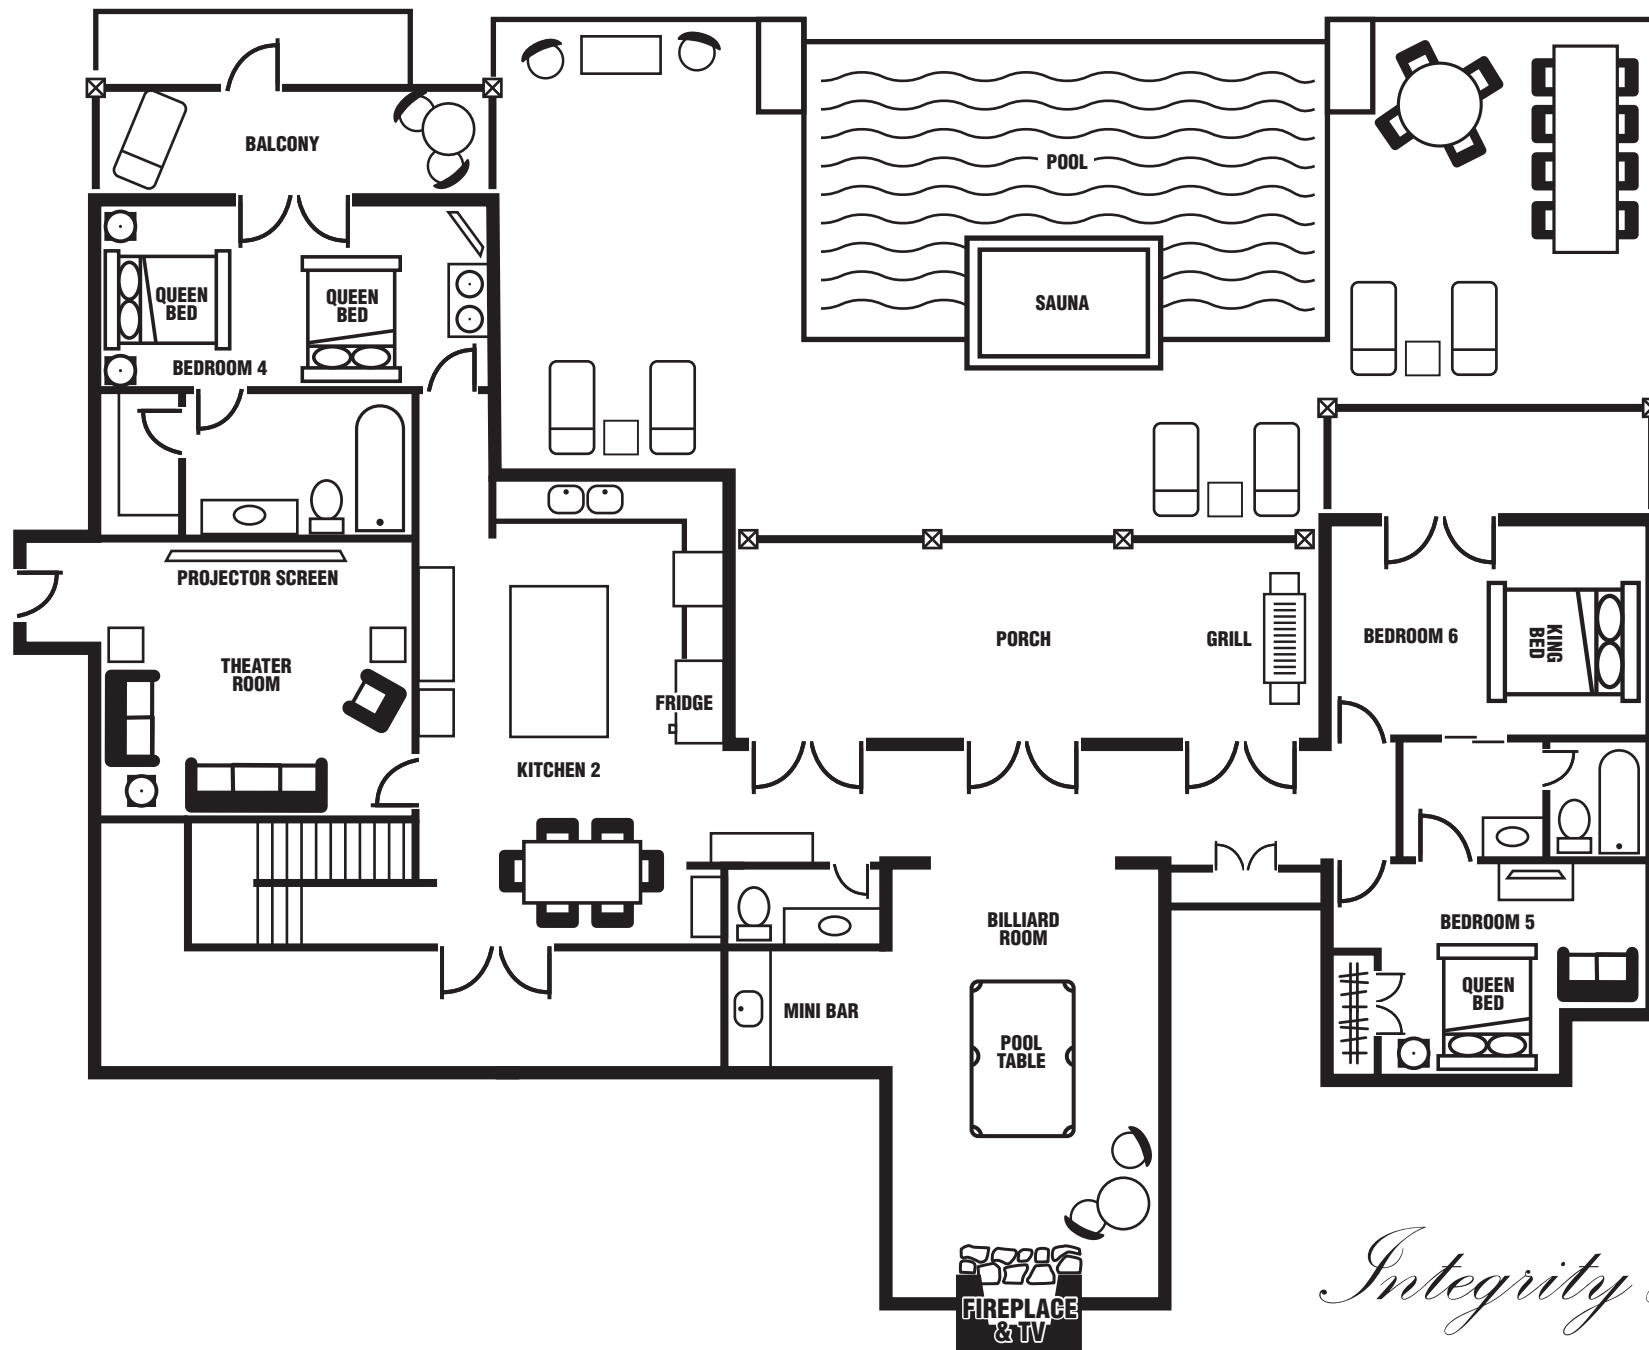 BALCONY
POOL
SAUNA
QUEEN
BED
QUEEN
BED
BEDROOM 4
PROJECTOR SCREEN
THEATER
ROOM
FRIDGE
KITCHEN 2
PORCH
GRILL
BEDROOM 6
KING
BED
BILLIARD
ROOM
BEDROOM 5
QUEEN
BED
MINI BAR
POOL
TABLE
FIREPLACE
& TV
Integrity